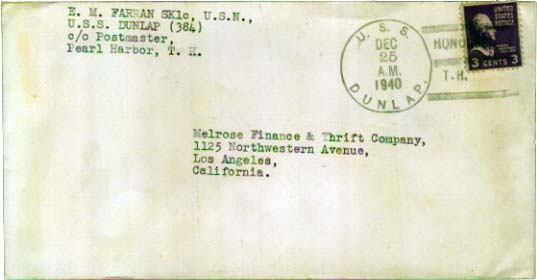 E. M. FARRAN SK1c, U.S.N.,
U.S.S. DUNLAP (384)
c/o Postmaster,
Pearl Harbor, T. H.
U. S. S.
DEC
25
A.M.
1940
DUNLAP.
HONO
T.H.
UNITED
STATES
POSTAGE
3 CENTS 3
Melrose Finance & Thrift Company,
1125 Northwestern Avenue,
Los Angeles,
California.